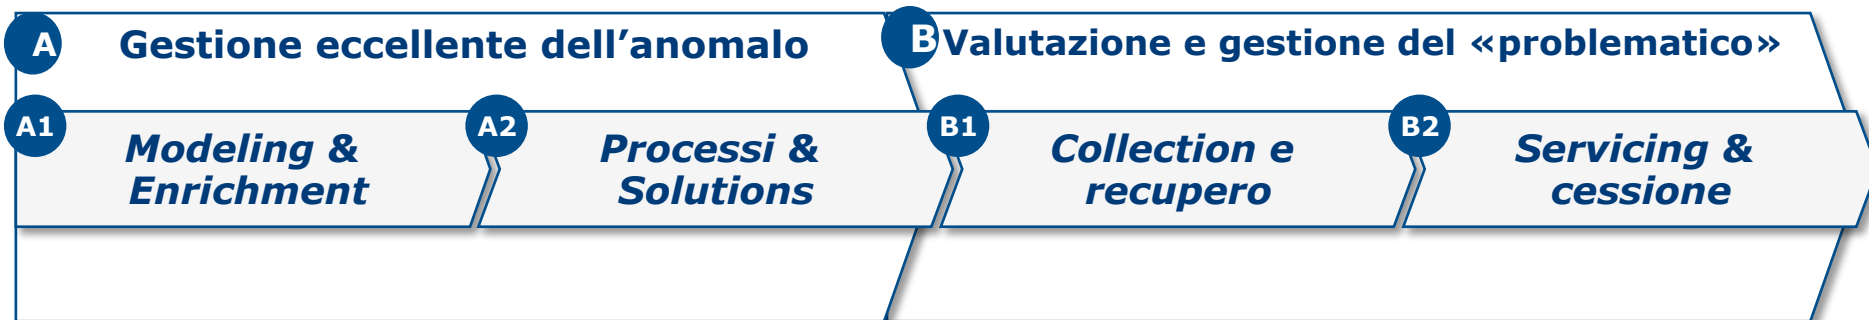 A Gestione eccellente dell’anomalo
B Valutazione e gestione del «problematico»
A1
Modeling &
Enrichment
A2
Processi &
Solutions
B1
Collection e
recupero
B2
Servicing &
cessione